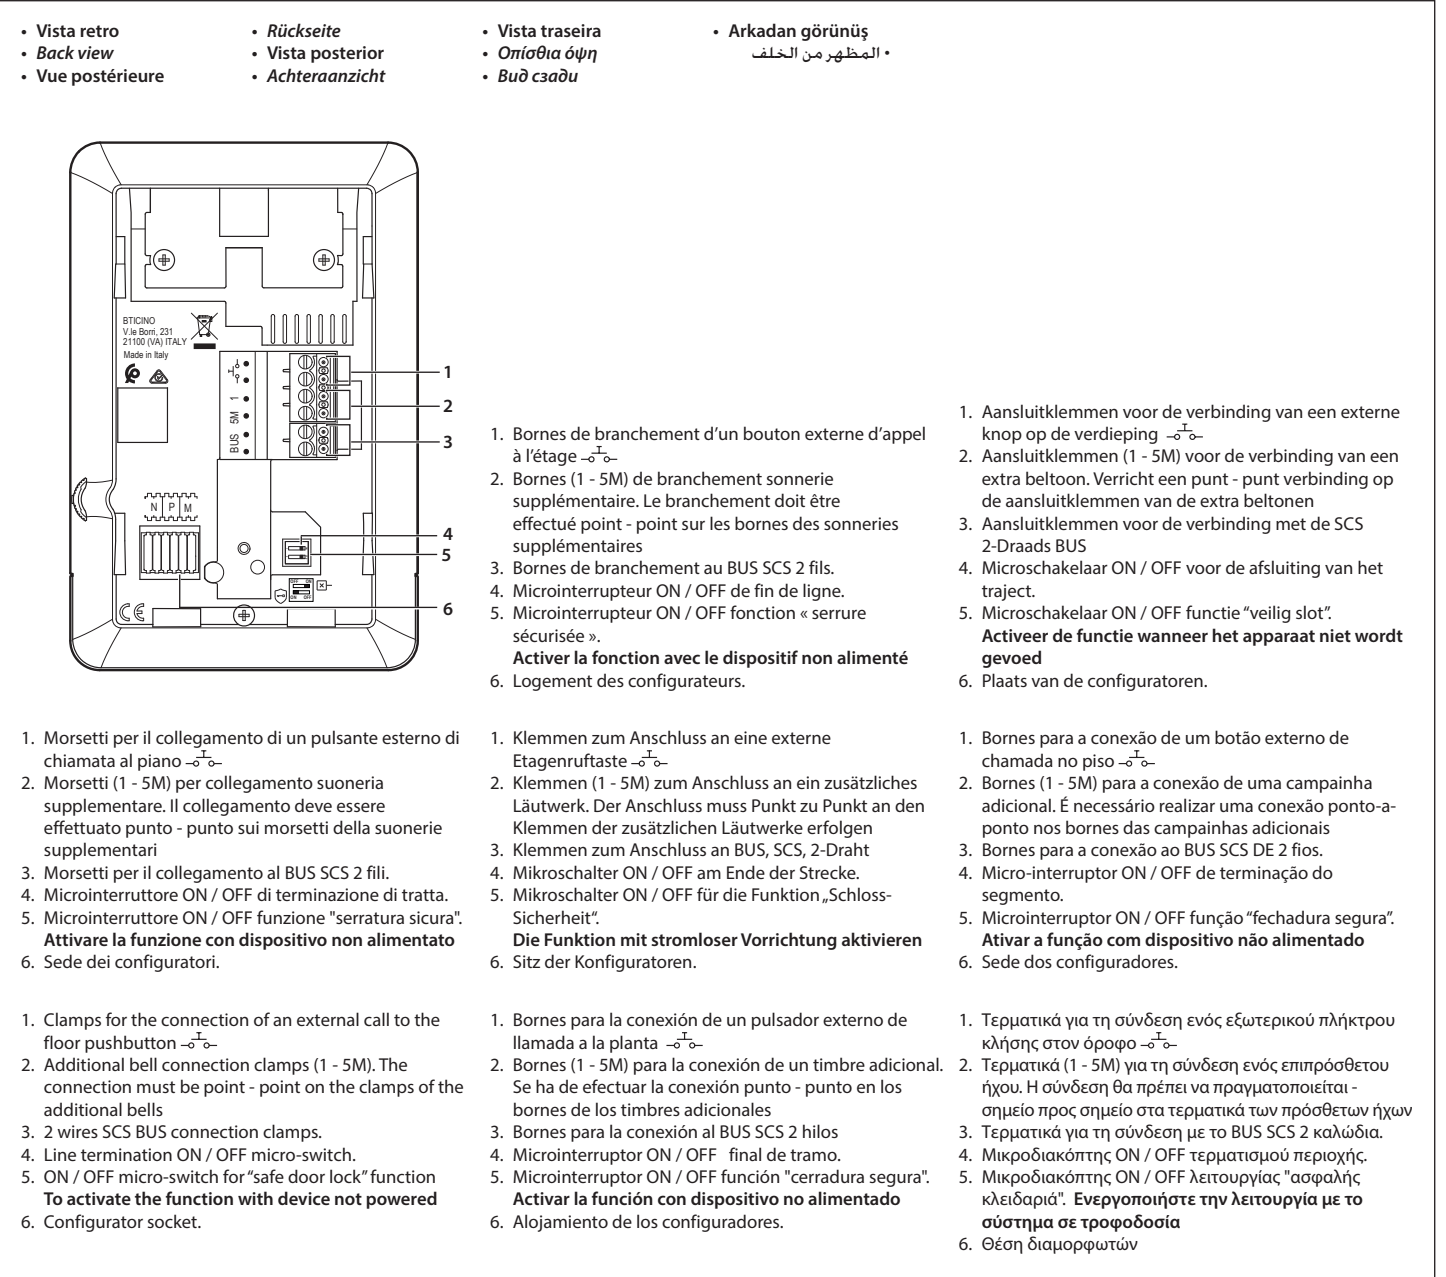 • Vista retro
• Back view
• Vue postérieure
• Rückseite
• Vista posterior
• Achteraanzicht
• Vista traseira
• Οπίσθια όψη
• Вид сзади
• Arkadan görünüş
• المظهر من الخلف
BTICINO
V.le Borri, 231
21100 (VA) ITALY
Made in Italy
1
5M
BUS
N P M
OFF ON
ON OFF
CE
1
2
3
4
5
6
1. Bornes de branchement d’un bouton externe d’appel
à l’étage
2. Bornes (1 - 5M) de branchement sonnerie
supplémentaire. Le branchement doit être
effectué point - point sur les bornes des sonneries
supplémentaires
3. Bornes de branchement au BUS SCS 2 fils.
4. Microinterrupteur ON / OFF de fin de ligne.
5. Microinterrupteur ON / OFF fonction « serrure
sécurisée ».
Activer la fonction avec le dispositif non alimenté
6. Logement des configurateurs.
1. Aansluitklemmen voor de verbinding van een externe
knop op de verdieping
2. Aansluitklemmen (1 - 5M) voor de verbinding van een
extra beltoon. Verricht een punt - punt verbinding op
de aansluitklemmen van de extra beltonen
3. Aansluitklemmen voor de verbinding met de SCS
2-Draads BUS
4. Microschakelaar ON / OFF voor de afsluiting van het
traject.
5. Microschakelaar ON / OFF functie “veilig slot”.
Activeer de functie wanneer het apparaat niet wordt
gevoed
6. Plaats van de configuratoren.
1. Morsetti per il collegamento di un pulsante esterno di
chiamata al piano
2. Morsetti (1 - 5M) per collegamento suoneria
supplementare. Il collegamento deve essere
effettuato punto - punto sui morsetti della suonerie
supplementari
3. Morsetti per il collegamento al BUS SCS 2 fili.
4. Microinterruttore ON / OFF di terminazione di tratta.
5. Microinterruttore ON / OFF funzione "serratura sicura".
Attivare la funzione con dispositivo non alimentato
6. Sede dei configuratori.
1. Klemmen zum Anschluss an eine externe
Etagenruftaste
2. Klemmen (1 - 5M) zum Anschluss an ein zusätzliches
Läutwerk. Der Anschluss muss Punkt zu Punkt an den
Klemmen der zusätzlichen Läutwerke erfolgen
3. Klemmen zum Anschluss an BUS, SCS, 2-Draht
4. Mikroschalter ON / OFF am Ende der Strecke.
5. Mikroschalter ON / OFF für die Funktion „Schloss-
Sicherheit“.
Die Funktion mit stromloser Vorrichtung aktivieren
6. Sitz der Konfiguratoren.
1. Bornes para a conexão de um botão externo de
chamada no piso
2. Bornes (1 - 5M) para a conexão de uma campainha
adicional. É necessário realizar uma conexão ponto-a-
ponto nos bornes das campainhas adicionais
3. Bornes para a conexão ao BUS SCS DE 2 fios.
4. Micro-interruptor ON / OFF de terminação do
segmento.
5. Microinterruptor ON / OFF função “fechadura segura”.
Ativar a função com dispositivo não alimentado
6. Sede dos configuradores.
1. Clamps for the connection of an external call to the
floor pushbutton
2. Additional bell connection clamps (1 - 5M). The
connection must be point - point on the clamps of the
additional bells
3. 2 wires SCS BUS connection clamps.
4. Line termination ON / OFF micro-switch.
5. ON / OFF micro-switch for “safe door lock” function
To activate the function with device not powered
6. Configurator socket.
1. Bornes para la conexión de un pulsador externo de
llamada a la planta
2. Bornes (1 - 5M) para la conexión de un timbre adicional.
Se ha de efectuar la conexión punto - punto en los
bornes de los timbres adicionales
3. Bornes para la conexión al BUS SCS 2 hilos
4. Microinterruptor ON / OFF final de tramo.
5. Microinterruptor ON / OFF función "cerradura segura".
Activar la función con dispositivo no alimentado
6. Alojamiento de los configuradores.
1. Τερματικά για τη σύνδεση ενός εξωτερικού πλήκτρου
κλήσης στον όροφο
2. Τερματικά (1 - 5M) για τη σύνδεση ενός επιπρόσθετου
ήχου. Η σύνδεση θα πρέπει να πραγματοποιείται -
σημείο προς σημείο στα τερματικά των πρόσθετων ήχων
3. Τερματικά για τη σύνδεση με το BUS SCS 2 καλώδια.
4. Μικροδιακόπτης ON / OFF τερματισμού περιοχής.
5. Μικροδιακόπτης ON / OFF λειτουργίας "ασφαλής
κλειδαριά". Ενεργοποιήστε την λειτουργία με το
σύστημα σε τροφοδοσία
6. Θέση διαμορφωτών